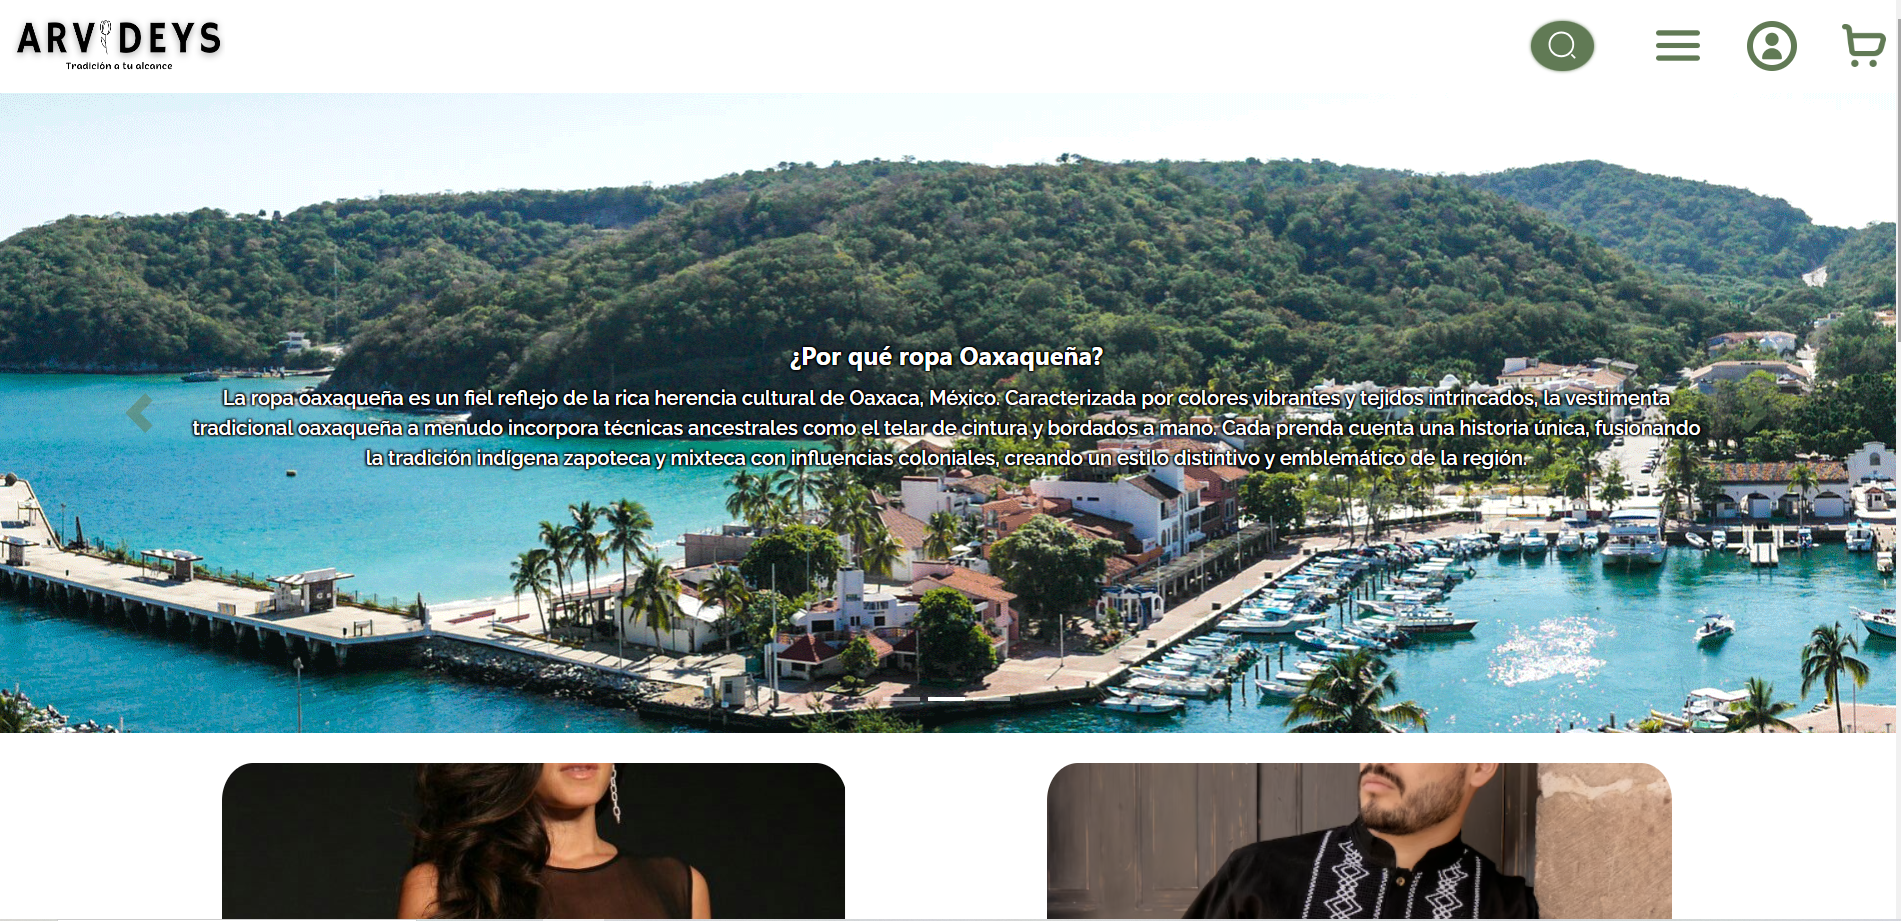 ARVDEYS
Tradición a tu alcance
¿Por qué ropa Oaxaqueña?
La ropa oaxaqueña es un fiel reflejo de la rica herencia cultural de Oaxaca, México. Caracterizada por colores vibrantes y tejidos intrincados, la vestimenta
tradicional oaxaqueña a menudo incorpora técnicas ancestrales como el telar de cintura y bordados a mano. Cada prenda cuenta una historia única, fusionando
la tradición indígena zapoteca y mixteca con influencias coloniales, creando un estilo distintivo y emblemático de la región.